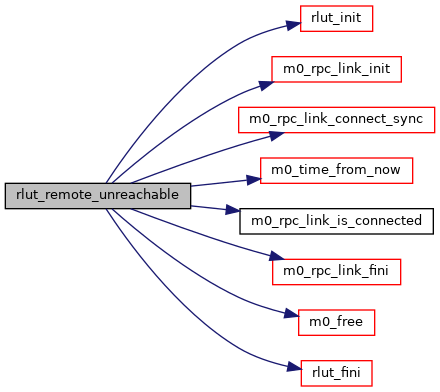 rlut_init
m0_rpc_link_init
m0_rpc_link_connect_sync
m0_time_from_now
rlut_remote_unreachable
m0_rpc_link_is_connected
m0_rpc_link_fini
m0_free
rlut_fini